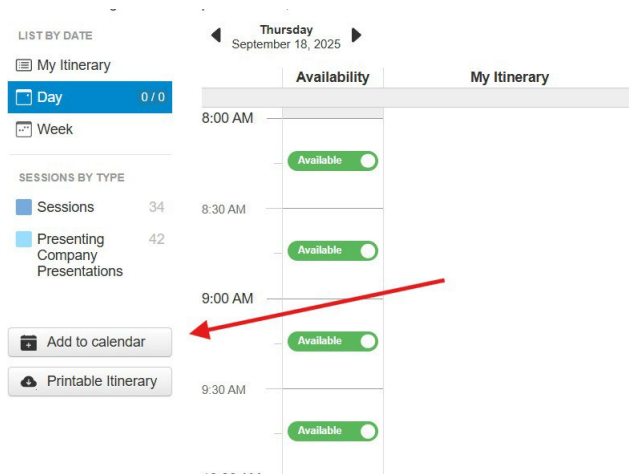 LIST BY DATE
My Itinerary
Day 0 / 0
Week
SESSIONS BY TYPE
Sessions 34
Presenting 42
Company
Presentations
Add to calendar
Printable Itinerary
Thursday
September 18, 2025
Availability My Itinerary
8:00 AM
Available
8:30 AM
Available
9:00 AM
Available
9:30 AM
Available